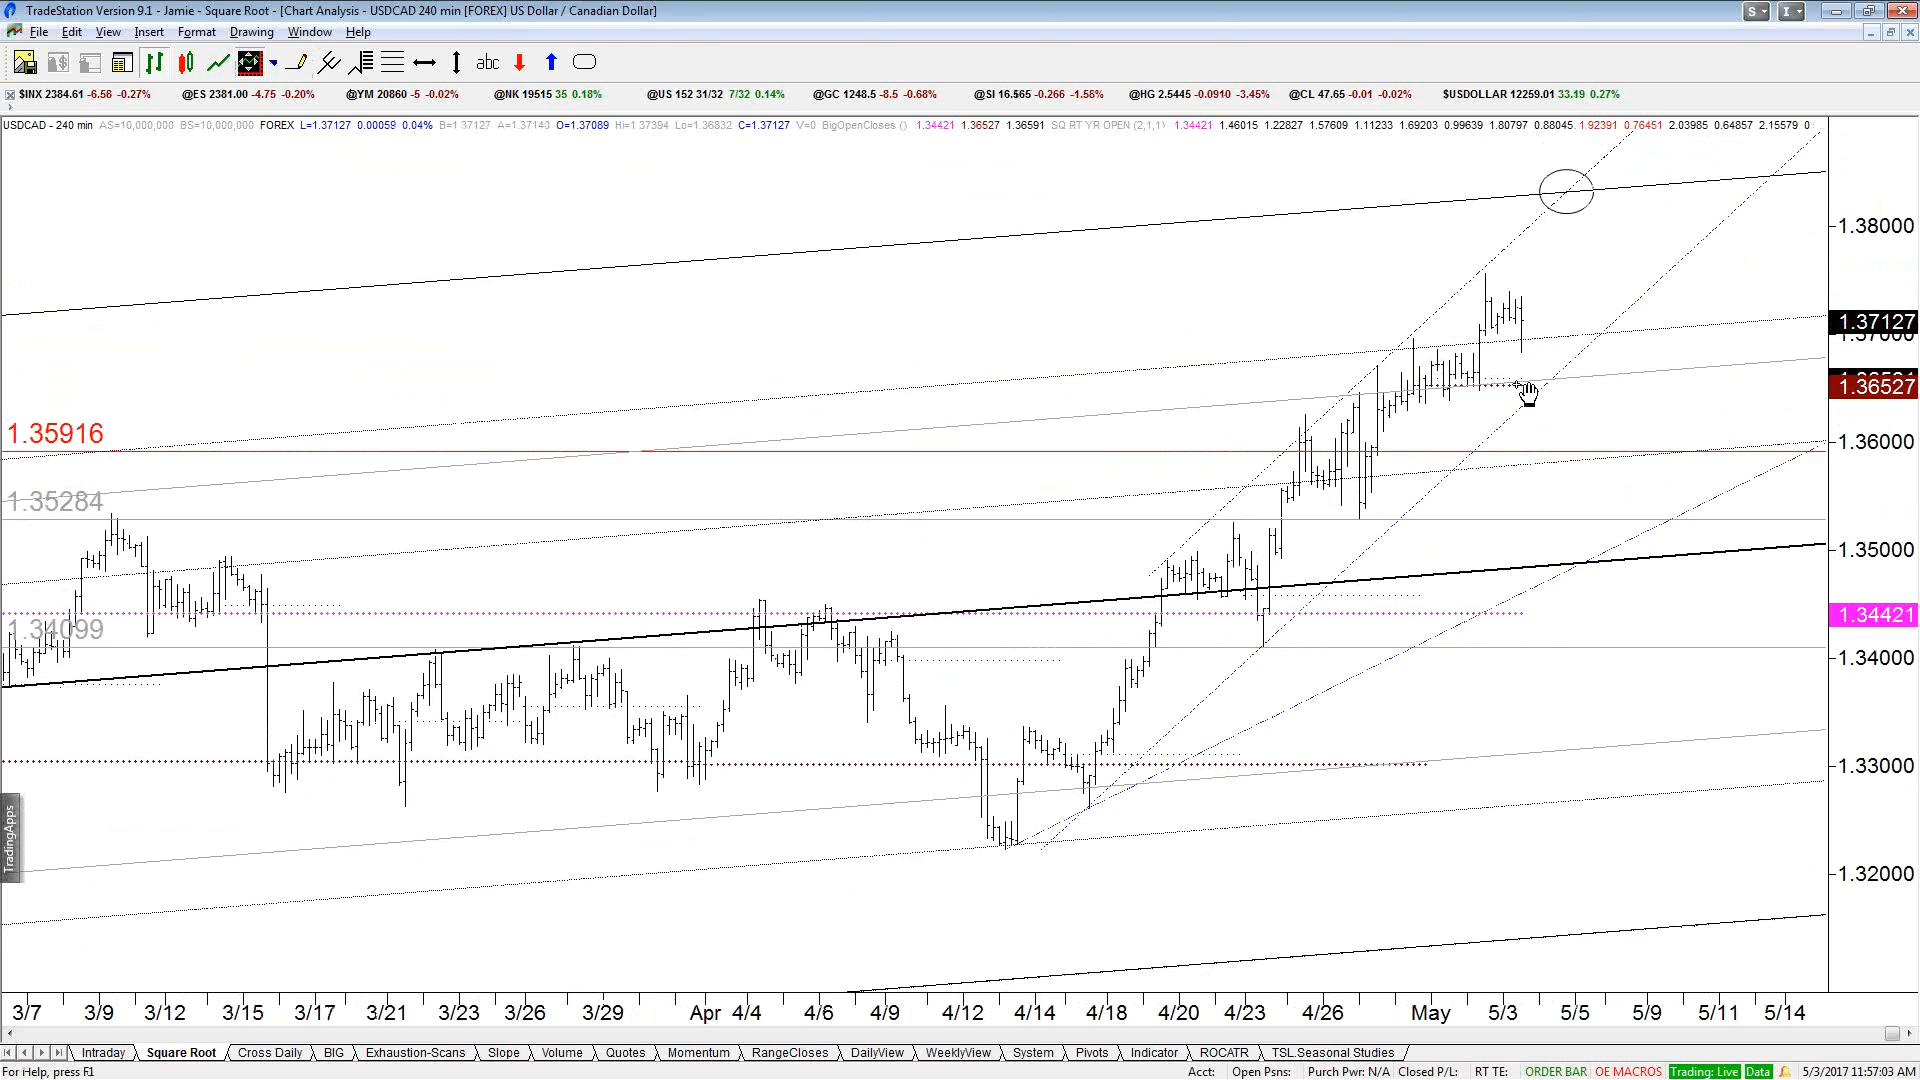 TradeStation Version 9.1 - Jamie - Square Root - [Chart Analysis - USDCAD 240 min [FOREX] US Dollar / Canadian Dollar]
S I
File Edit View Insert Format Drawing Window Help
abc
$INX 2384.61 -6.56 -0.27% @ES 2381.00 -4.75 -0.20% @YM 20860 -5 -0.02% @NK 19515 35 0.18% @US 152 31/32 7/32 0.14% @GC 1248.5 -8.5 -0.68% @SI 16.565 -0.266 -1.58% @HG 2.5445 -0.0910 -3.45% @CL 47.65 -0.01 -0.02% $USDOLLAR 12259.01 33.19 0.27%
USDCAD - 240 min AS=10,000,000 BS=10,000,000 FOREX L=1.37127 0.00059 0.04% B=1.37127 A=1.37140 O=1.37089 Hi=1.37394 Lo=1.36832 C=1.37127 V=0 BigOpenCloses () 1.34421 1.36527 1.36591 SQ RT YR OPEN (2,1,1) 1.34421 1.46015 1.22827 1.57609 1.11233 1.69203 0.99639 1.80797 0.88045 1.92391 0.76451 2.03985 0.64857 2.15579 0
1.38000
1.37127
1.37000
1.36527
1.35916
1.36000
1.35284
1.35000
1.34421
1.34099
1.34000
1.33000
TradingApps
1.32000
3/7 3/9 3/12 3/15 3/17 3/21 3/23 3/26 3/29 Apr 4/4 4/6 4/9 4/12 4/14 4/18 4/20 4/23 4/26 May 5/3 5/5 5/9 5/11 5/14
Intraday Square Root Cross Daily BIG Exhaustion-Scans Slope Volume Quotes Momentum RangeCloses DailyView WeeklyView System Pivots Indicator ROCATR TSL.Seasonal Studies
For Help, press F1 Acct: Open Psns: Purch Pwr: N/A Closed P/L: RT TE: ORDER BAR OE MACROS Trading: Live Data 5/3/2017 11:57:03 AM